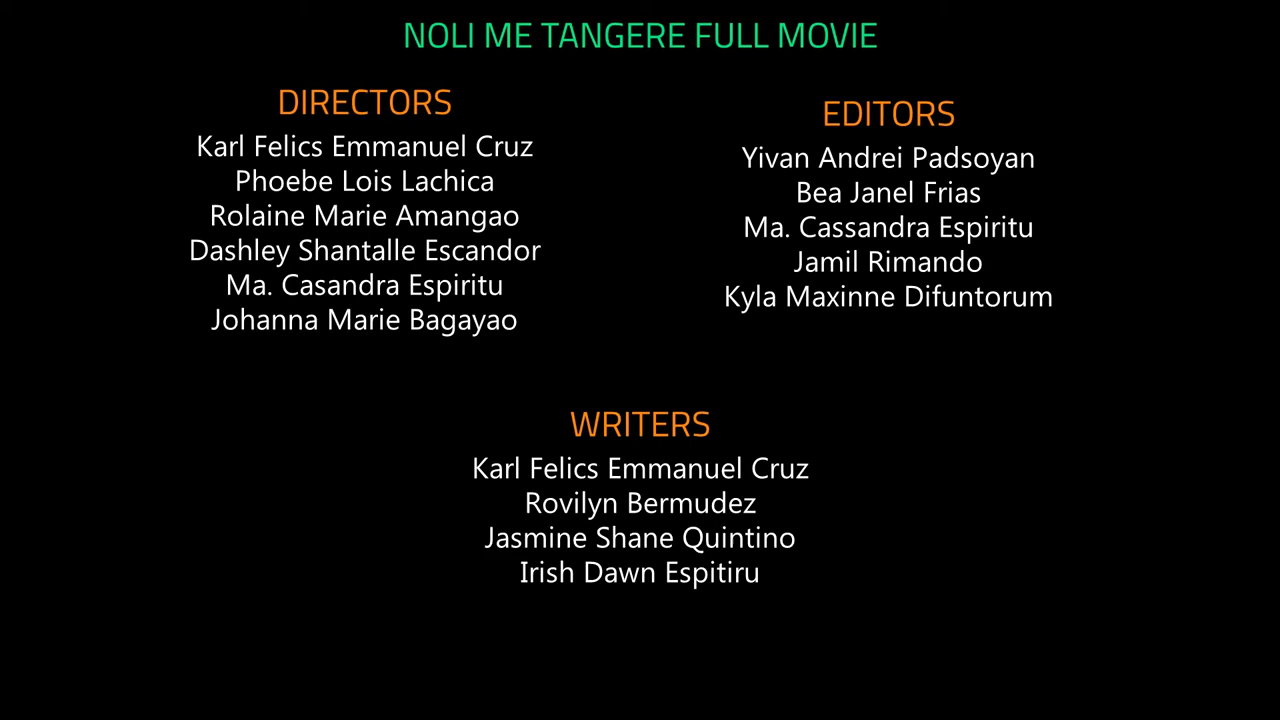 NOLI ME TANGERE FULL MOVIE
DIRECTORS
Karl Felics Emmanuel Cruz
Phoebe Lois Lachica
Rolaine Marie Amangao
Dashley Shantalle Escandor
Ma. Casandra Espiritu
Johanna Marie Bagayao
EDITORS
Yivan Andrei Padsoyan
Bea Janel Frias
Ma. Cassandra Espiritu
Jamil Rimando
Kyla Maxinne Difuntorum
WRITERS
Karl Felics Emmanuel Cruz
Rovilyn Bermudez
Jasmine Shane Quintino
Irish Dawn Espitiru